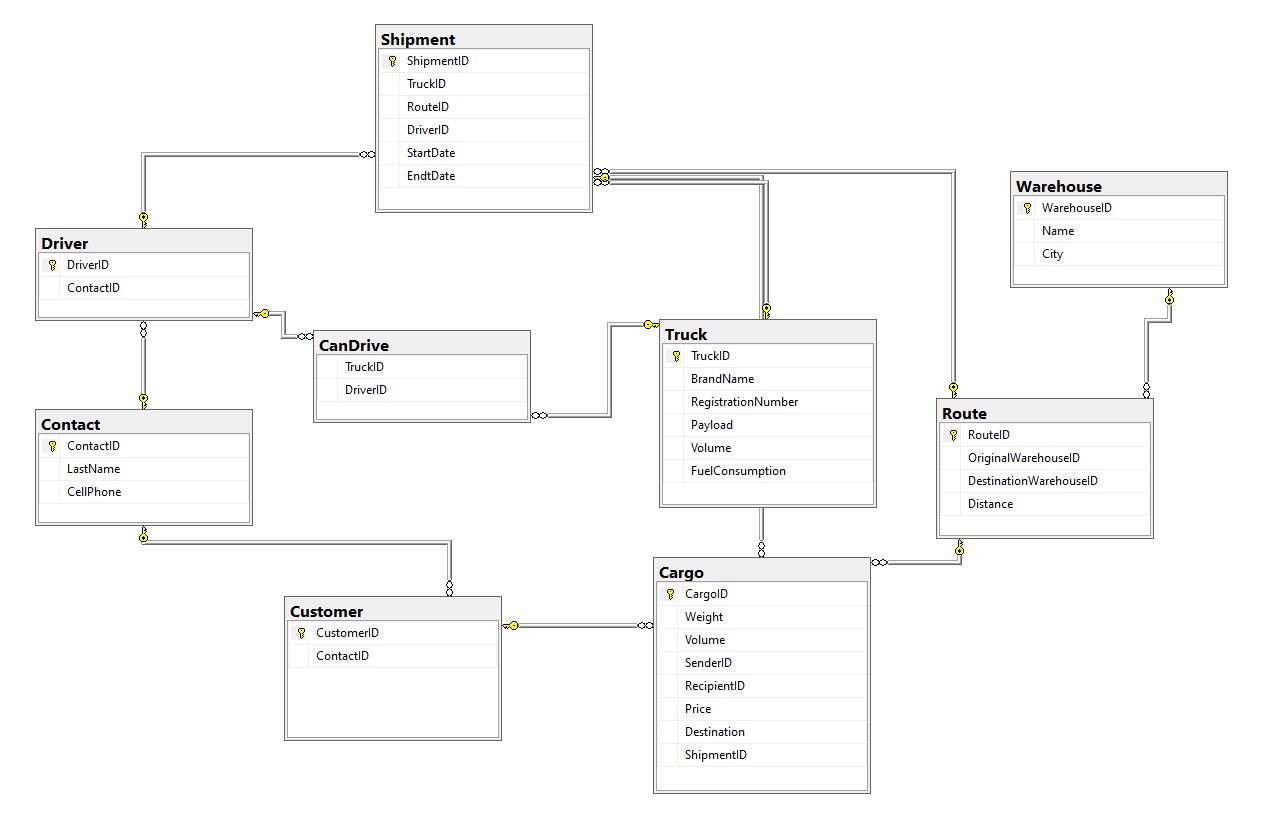 Shipment
ShipmentID
TruckID
RouteID
DriverID
StartDate
EndtDate
Warehouse
WarehouseID
Name
City
Driver
DriverID
ContactID
CanDrive
TruckID
DriverID
Truck
TruckID
BrandName
RegistrationNumber
Payload
Volume
FuelConsumption
Route
RouteID
OriginalWarehouseID
DestinationWarehouseID
Distance
Contact
ContactID
LastName
CellPhone
Customer
CustomerID
ContactID
Cargo
CargoID
Weight
Volume
SenderID
RecipientID
Price
Destination
ShipmentID